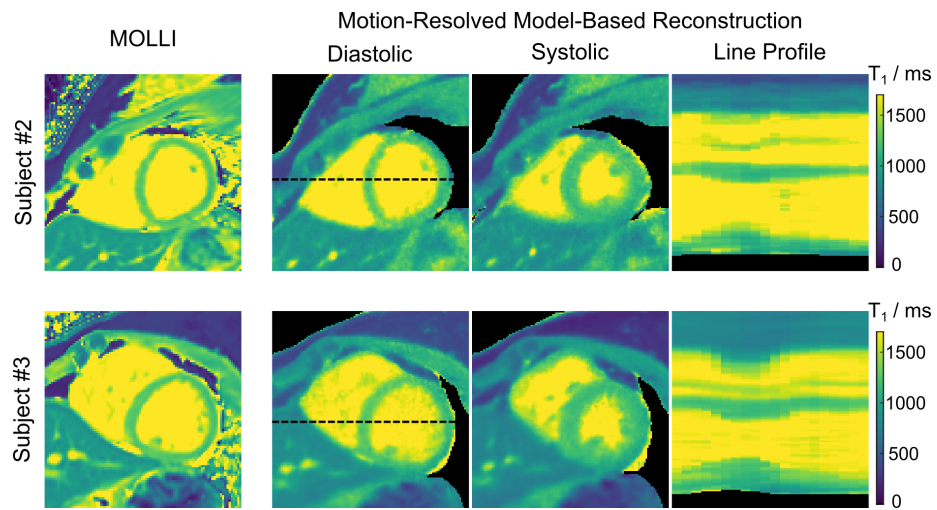 Motion-Resolved Model-Based Reconstruction
MOLLI
Diastolic
Systolic
Line Profile
T1 / ms
Subject #2
1500
1000
500
0
T1 / ms
Subject #3
1500
1000
500
0